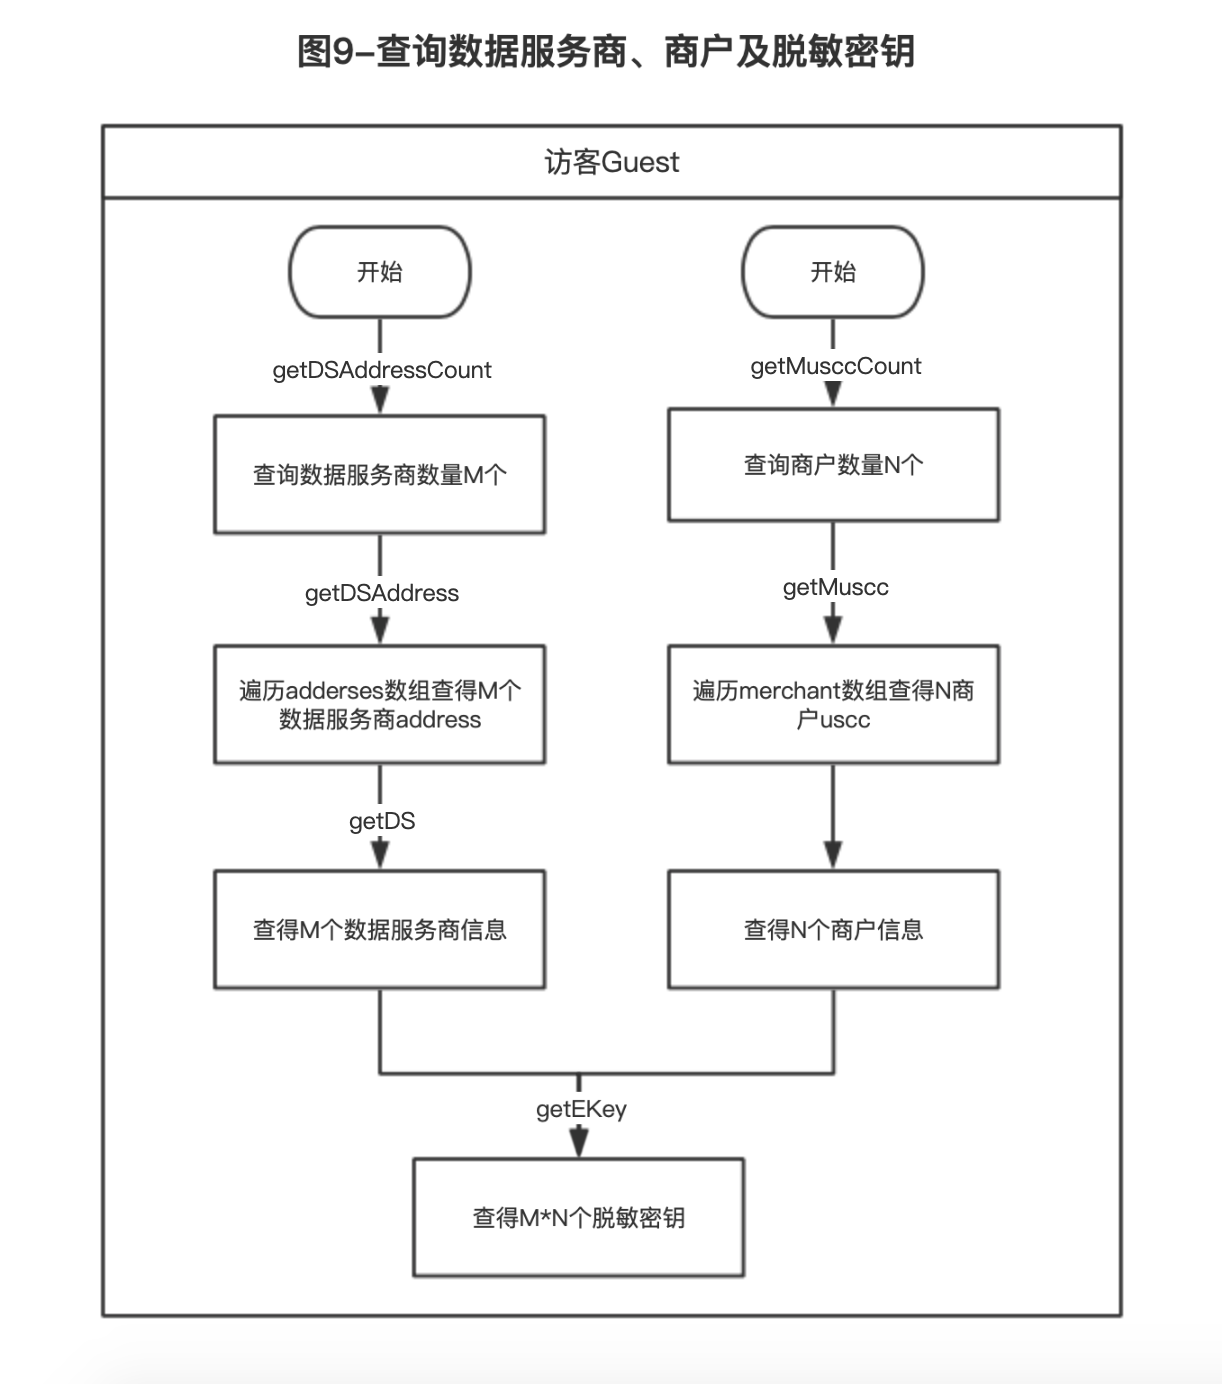 图9-查询数据服务商、商户及脱敏密钥
访客Guest
开始
getDSAddressCount
查询数据服务商数量M个
getDSAddress
遍历adderses数组查得M个
数据服务商address
getDS
查得M个数据服务商信息
开始
getMusccCount
查询商户数量N个
getMuscc
遍历merchant数组查得N商
户uscc
查得N个商户信息
getEKey
查得M*N个脱敏密钥